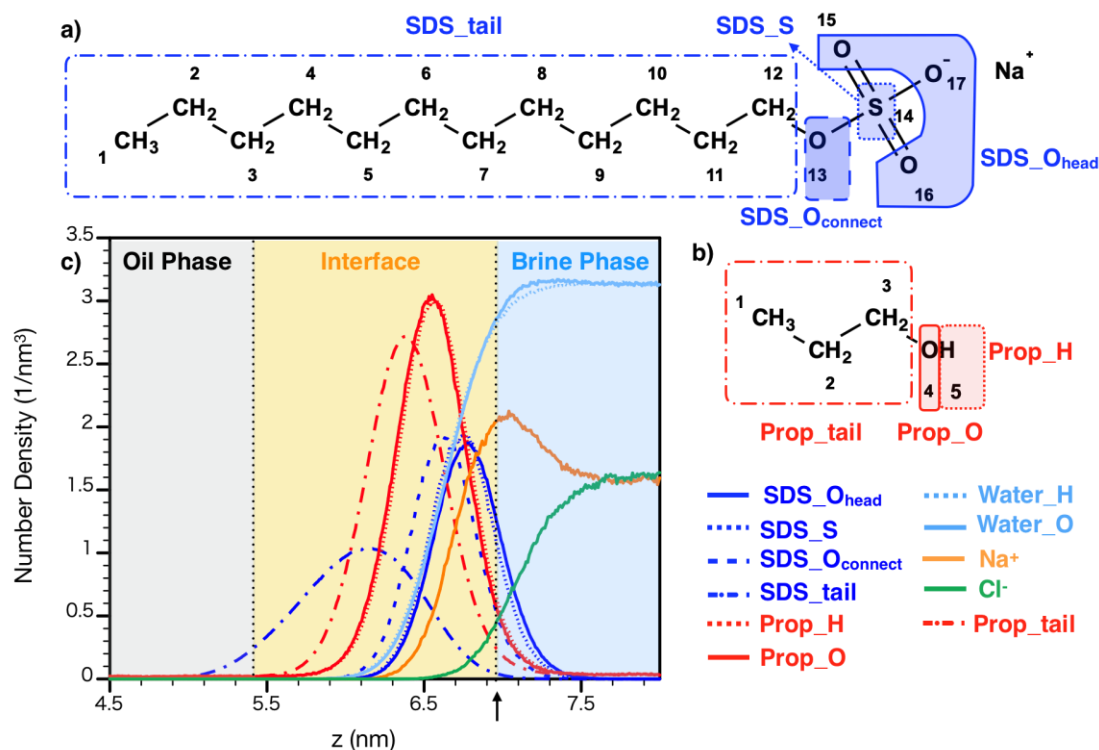 a)
SDS_tail
SDS_S
15
2 4 6 8 10 12
O
O⁻
17
Na⁺
CH₂ CH₂ CH₂ CH₂ CH₂ CH₂
S
14
CH₃ CH₂ CH₂ CH₂ CH₂ CH₂ O
O
1
3 5 7 9 11 13
16
SDS_Ohead
SDS_Oconnect
b)
1
3
CH₃
CH₂
OH
CH₂
2
4 5
Prop_H
Prop_tail
Prop_O
c)
Oil Phase
Interface
Brine Phase
Number Density (1/nm³)
3.5
3
2.5
2
1.5
1
0.5
0
4.5 5.5 6.5 7.5
z (nm)
SDS_Ohead
SDS_S
SDS_Oconnect
SDS_tail
Prop_H
Prop_O
Water_H
Water_O
Na⁺
Cl⁻
Prop_tail